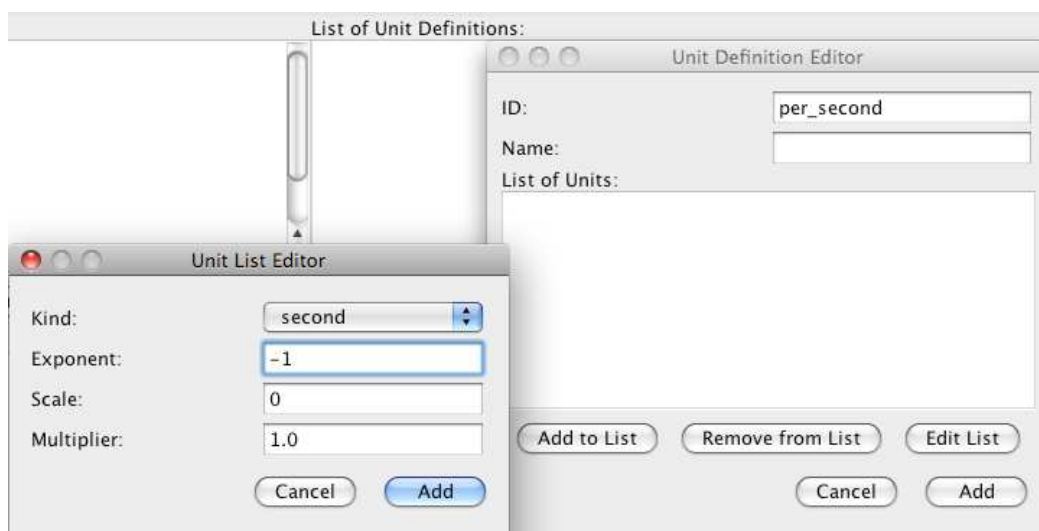 List of Unit Definitions:
Unit Definition Editor
ID: per_second
Name:
List of Units:
Unit List Editor
Kind: second
Exponent: -1
Scale: 0
Multiplier: 1.0
Cancel Add
Add to List Remove from List Edit List
Cancel Add